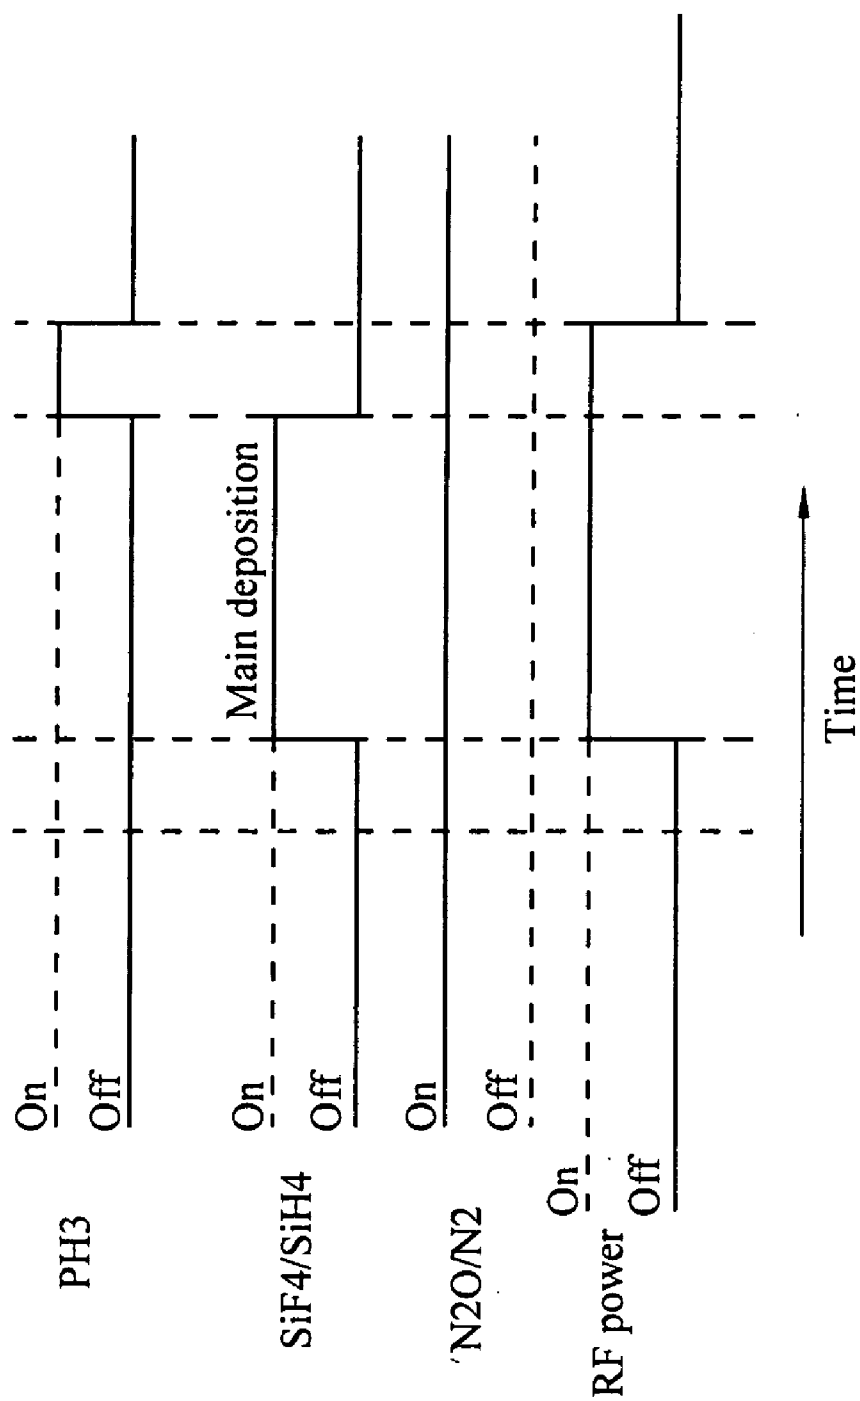 PH3
On
Off
SiF4/SiH4
On
Main deposition
Off
N2O/N2
On
Off
RF power
On
Off
Time